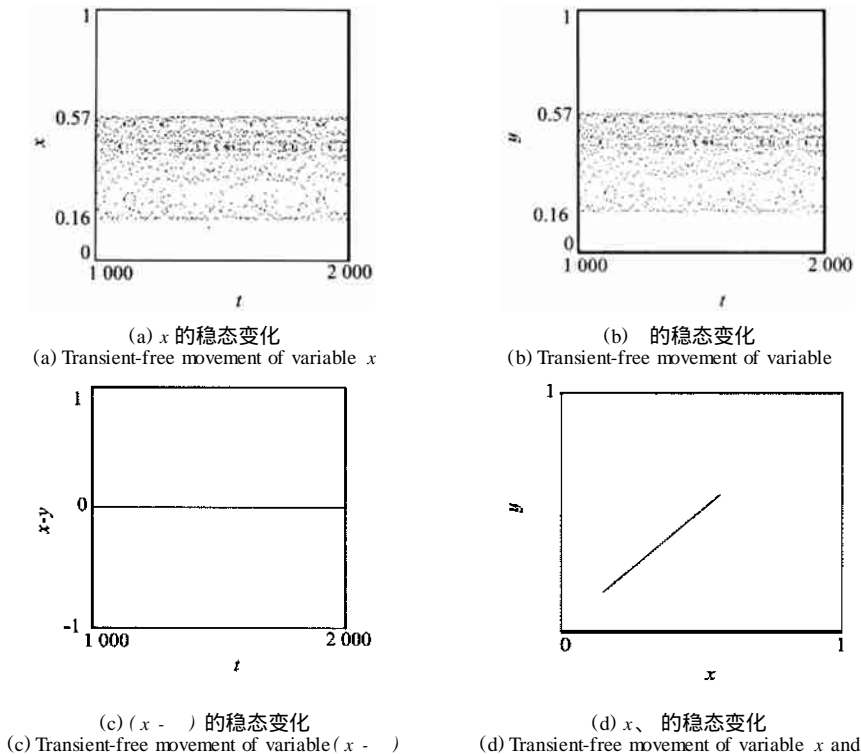 1
0.57
x
0.16
0
1 000 2 000
t
(a) x 的稳态变化
(a) Transient-free movement of variable x
1
0.57
y
0.16
0
1 000 2 000
t
(b) 的稳态变化
(b) Transient-free movement of variable
1
0
x-y
-1
1 000 2 000
t
(c) (x - ) 的稳态变化
(c) Transient-free movement of variable (x - )
1
y
0 1
x
(d) x、 的稳态变化
(d) Transient-free movement of variable x and